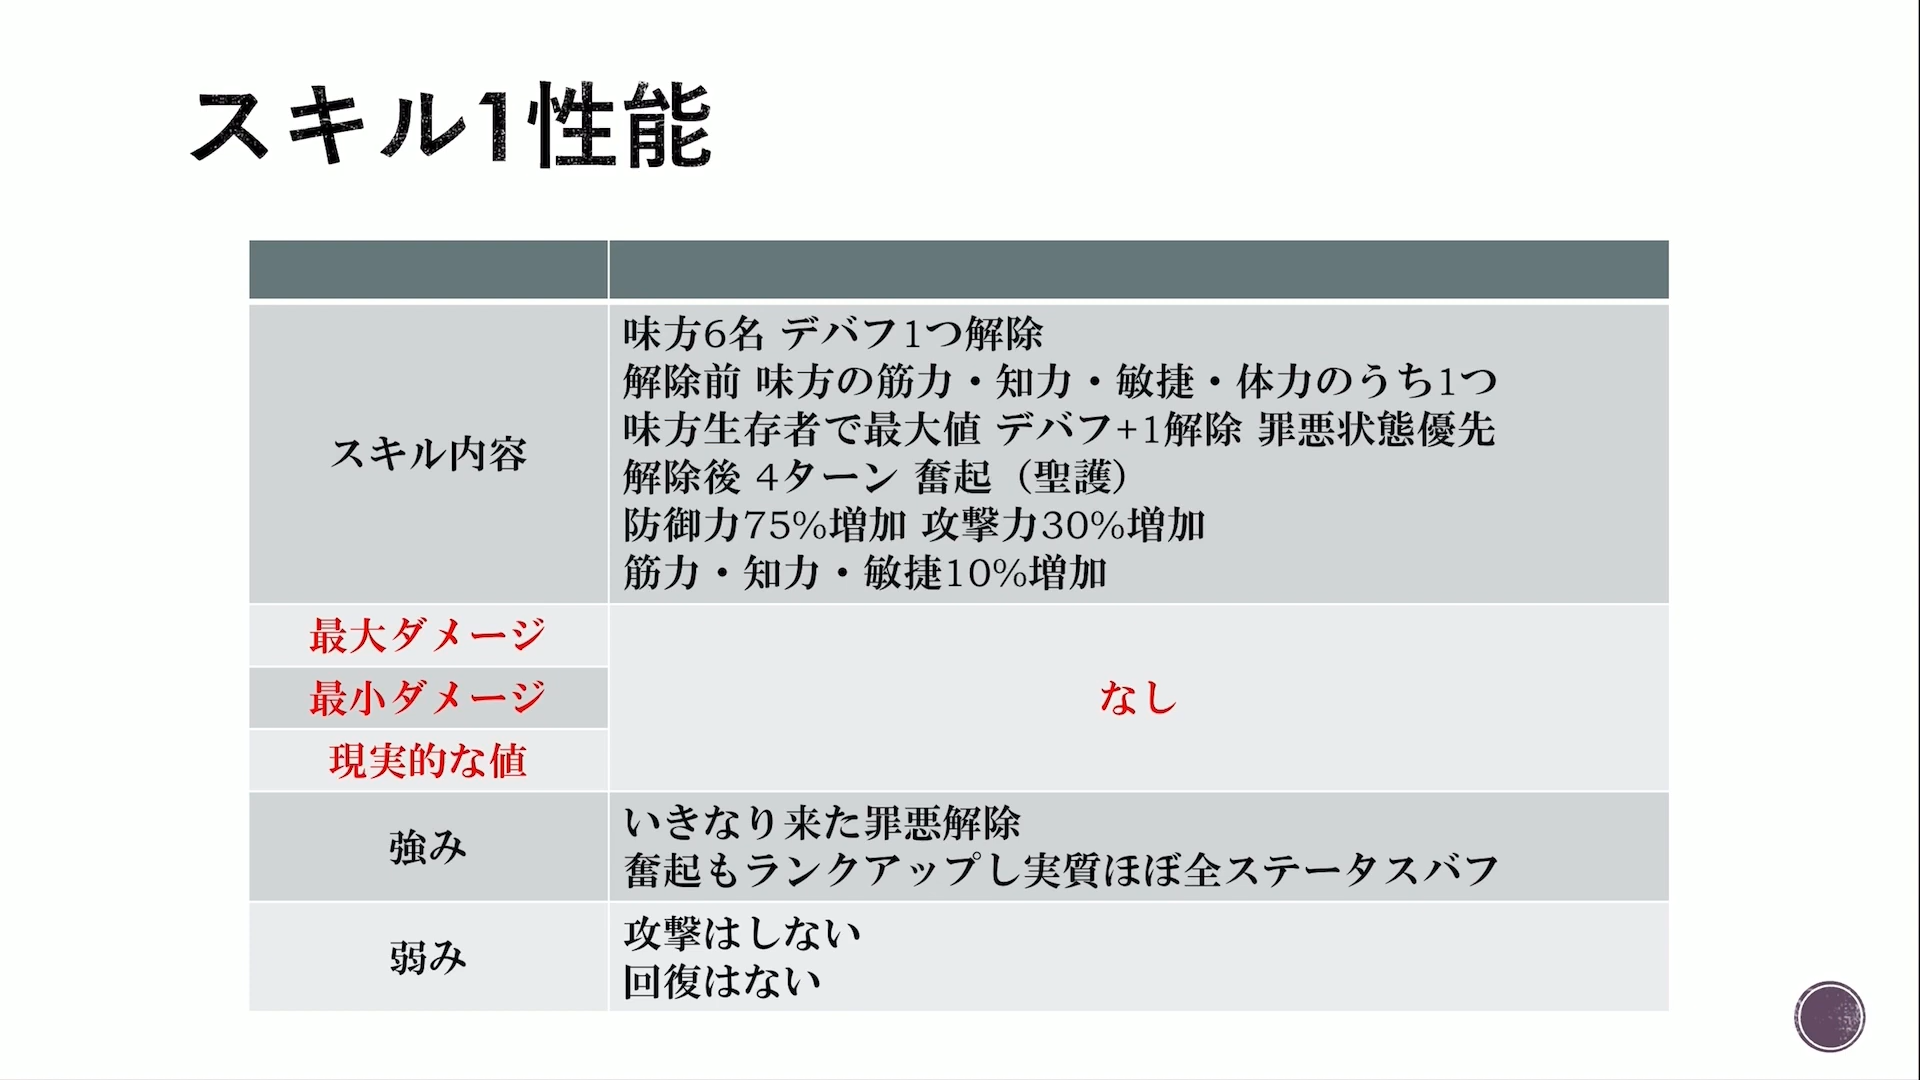 スキル1性能
スキル内容
味方6名 デバフ1つ解除
解除前 味方の筋力・知力・敏捷・体力のうち1つ
味方生存者で最大値 デバフ+1解除 罪悪状態優先
解除後 4ターン 奮起（聖護）
防御力75%増加 攻撃力30%増加
筋力・知力・敏捷10%増加
最大ダメージ
最小ダメージ
現実的な値
なし
強み
いきなり来た罪悪解除
奮起もランクアップし実質ほぼ全ステータスバフ
弱み
攻撃はしない
回復はない